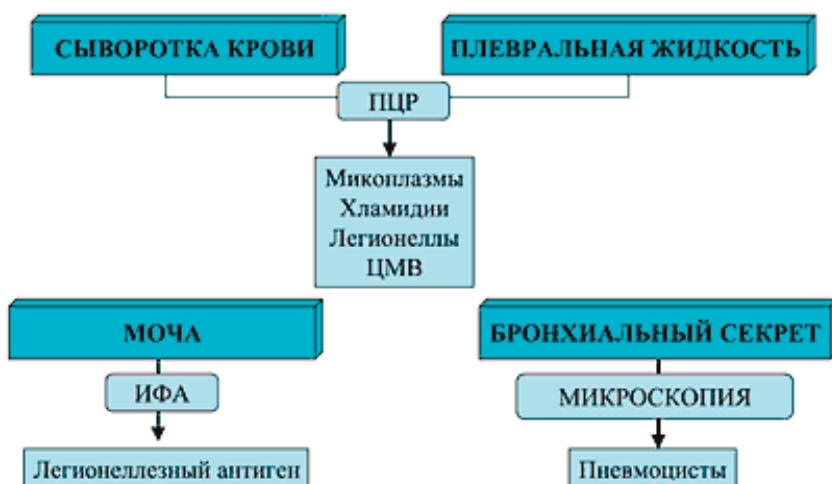 СЫВОРОТКА КРОВИ
ПЛЕВРАЛЬНАЯ ЖИДКОСТЬ
ПЦР
Микоплазмы
Хламидии
Легионеллы
ЦМВ
МОЧА
БРОНХИАЛЬНЫЙ СЕКРЕТ
ИФА
МИКРОСКОПИЯ
Легионеллезный антиген
Пневмоцисты